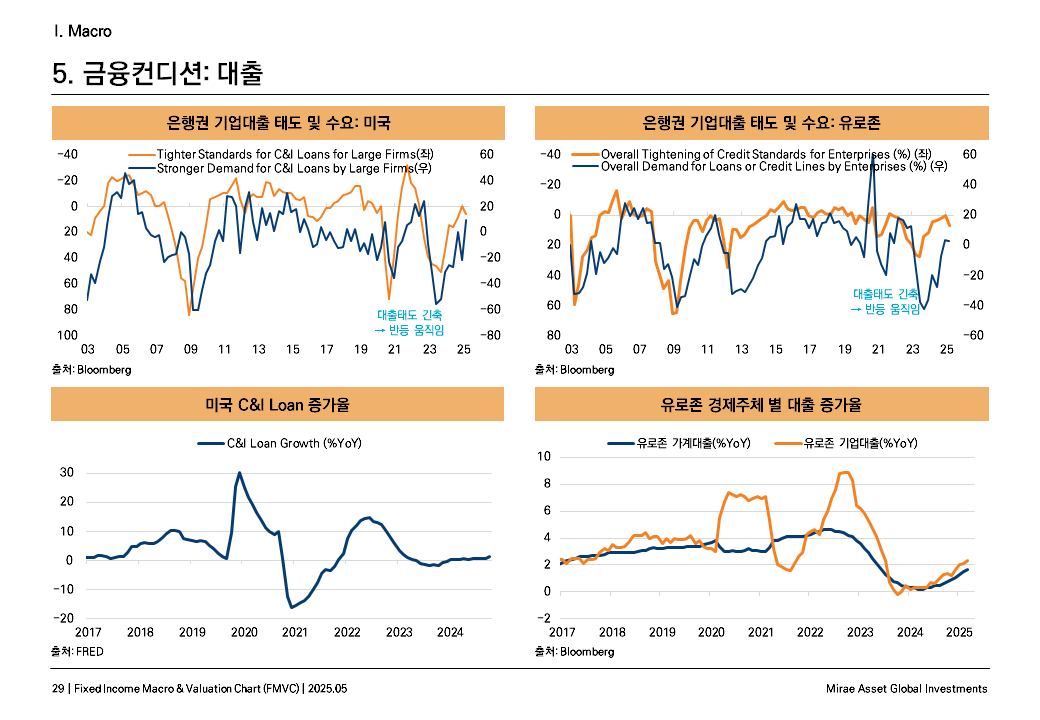 I. Macro
5. 금융컨디션: 대출
은행권 기업대출 태도 및 수요: 미국
Tighter Standards for C&I Loans for Large Firms(좌)
Stronger Demand for C&I Loans by Large Firms(우)
-40 60
-20 40
0 20
20 0
40 -20
60 -40
80 -60
100 -80
대출태도 긴축
→ 반등 움직임
03 05 07 09 11 13 15 17 19 21 23 25
출처: Bloomberg
은행권 기업대출 태도 및 수요: 유로존
Overall Tightening of Credit Standards for Enterprises (%) (좌)
Overall Demand for Loans or Credit Lines by Enterprises (%) (우)
-40 60
-20 40
0 20
20 0
40 -20
60 -40
80 -60
대출태도 긴축
→ 반등 움직임
03 05 07 09 11 13 15 17 19 21 23 25
출처: Bloomberg
미국 C&I Loan 증가율
C&I Loan Growth (%YoY)
30
20
10
0
-10
-20
2017 2018 2019 2020 2021 2022 2023 2024
출처: FRED
유로존 경제주체 별 대출 증가율
유로존 가계대출(%YoY) 유로존 기업대출(%YoY)
10
8
6
4
2
0
-2
2017 2018 2019 2020 2021 2022 2023 2024 2025
출처: Bloomberg
29 | Fixed Income Macro & Valuation Chart (FMVC) | 2025.05
Mirae Asset Global Investments